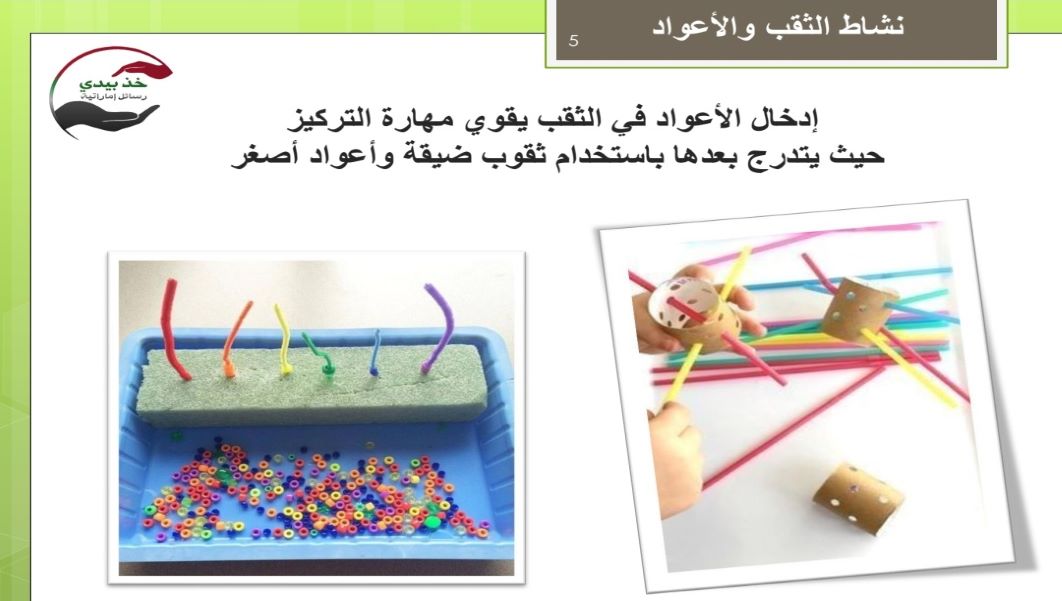 نشاط الثقب والأعواد
5
خذ بيدي
رسائل إماراتية
إدخال الأعواد في الثقب يقوي مهارة التركيز
حيث يتدرج بعدها باستخدام ثقوب ضيقة وأعواد أصغر